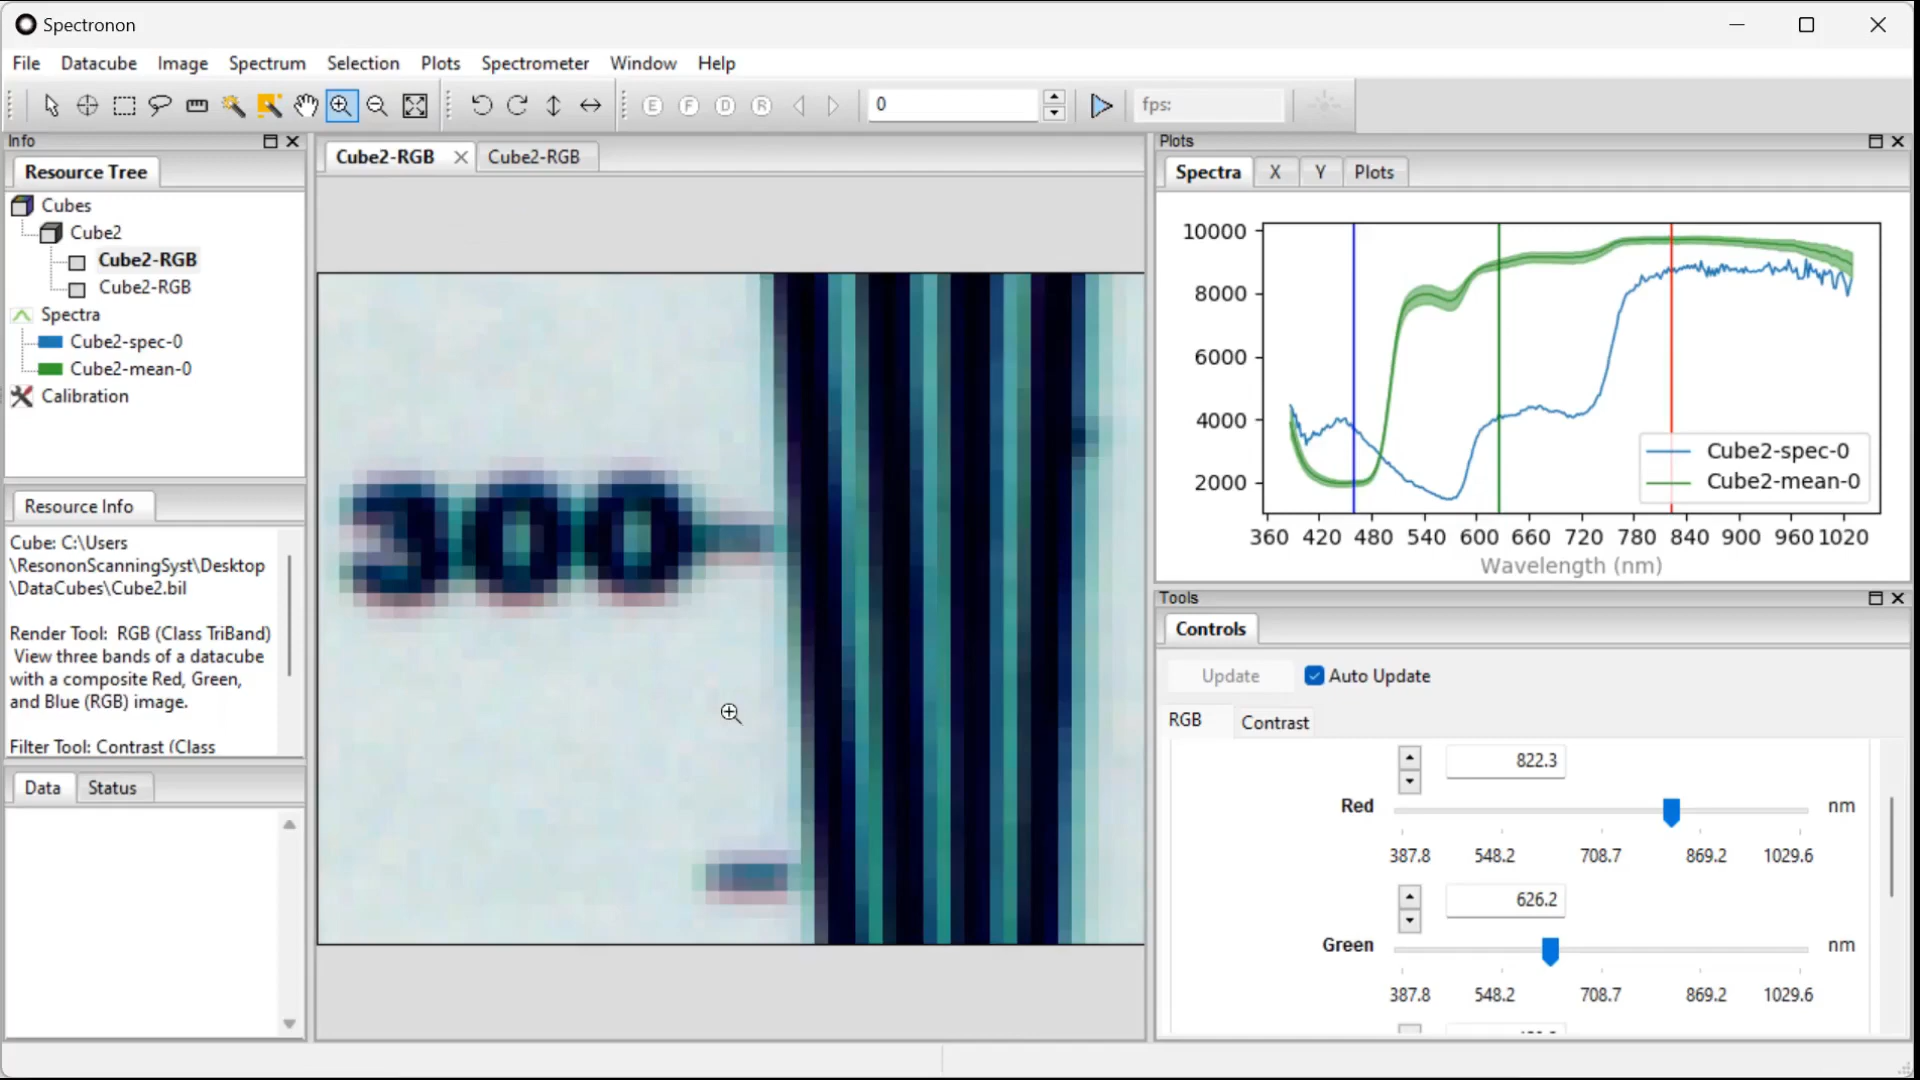 Spectronon
File Datacube Image Spectrum Selection Plots Spectrometer Window Help
E F D R 0 fps:
Info
Resource Tree
Cubes
Cube2
Cube2-RGB
Cube2-RGB
Spectra
Cube2-spec-0
Cube2-mean-0
Calibration
Resource Info
Cube: C:\Users
\ResononScanningSyst\Desktop
\DataCubes\Cube2.bil
Render Tool: RGB (Class TriBand)
View three bands of a datacube
with a composite Red, Green,
and Blue (RGB) image.
Filter Tool: Contrast (Class
Data Status
Cube2-RGB Cube2-RGB
300
Plots
Spectra X Y Plots
10000
8000
6000
4000
2000
Cube2-spec-0
Cube2-mean-0
360 420 480 540 600 660 720 780 840 900 960 1020
Wavelength (nm)
Tools
Controls
Update Auto Update
RGB Contrast
822.3
Red nm
387.8 548.2 708.7 869.2 1029.6
626.2
Green nm
387.8 548.2 708.7 869.2 1029.6